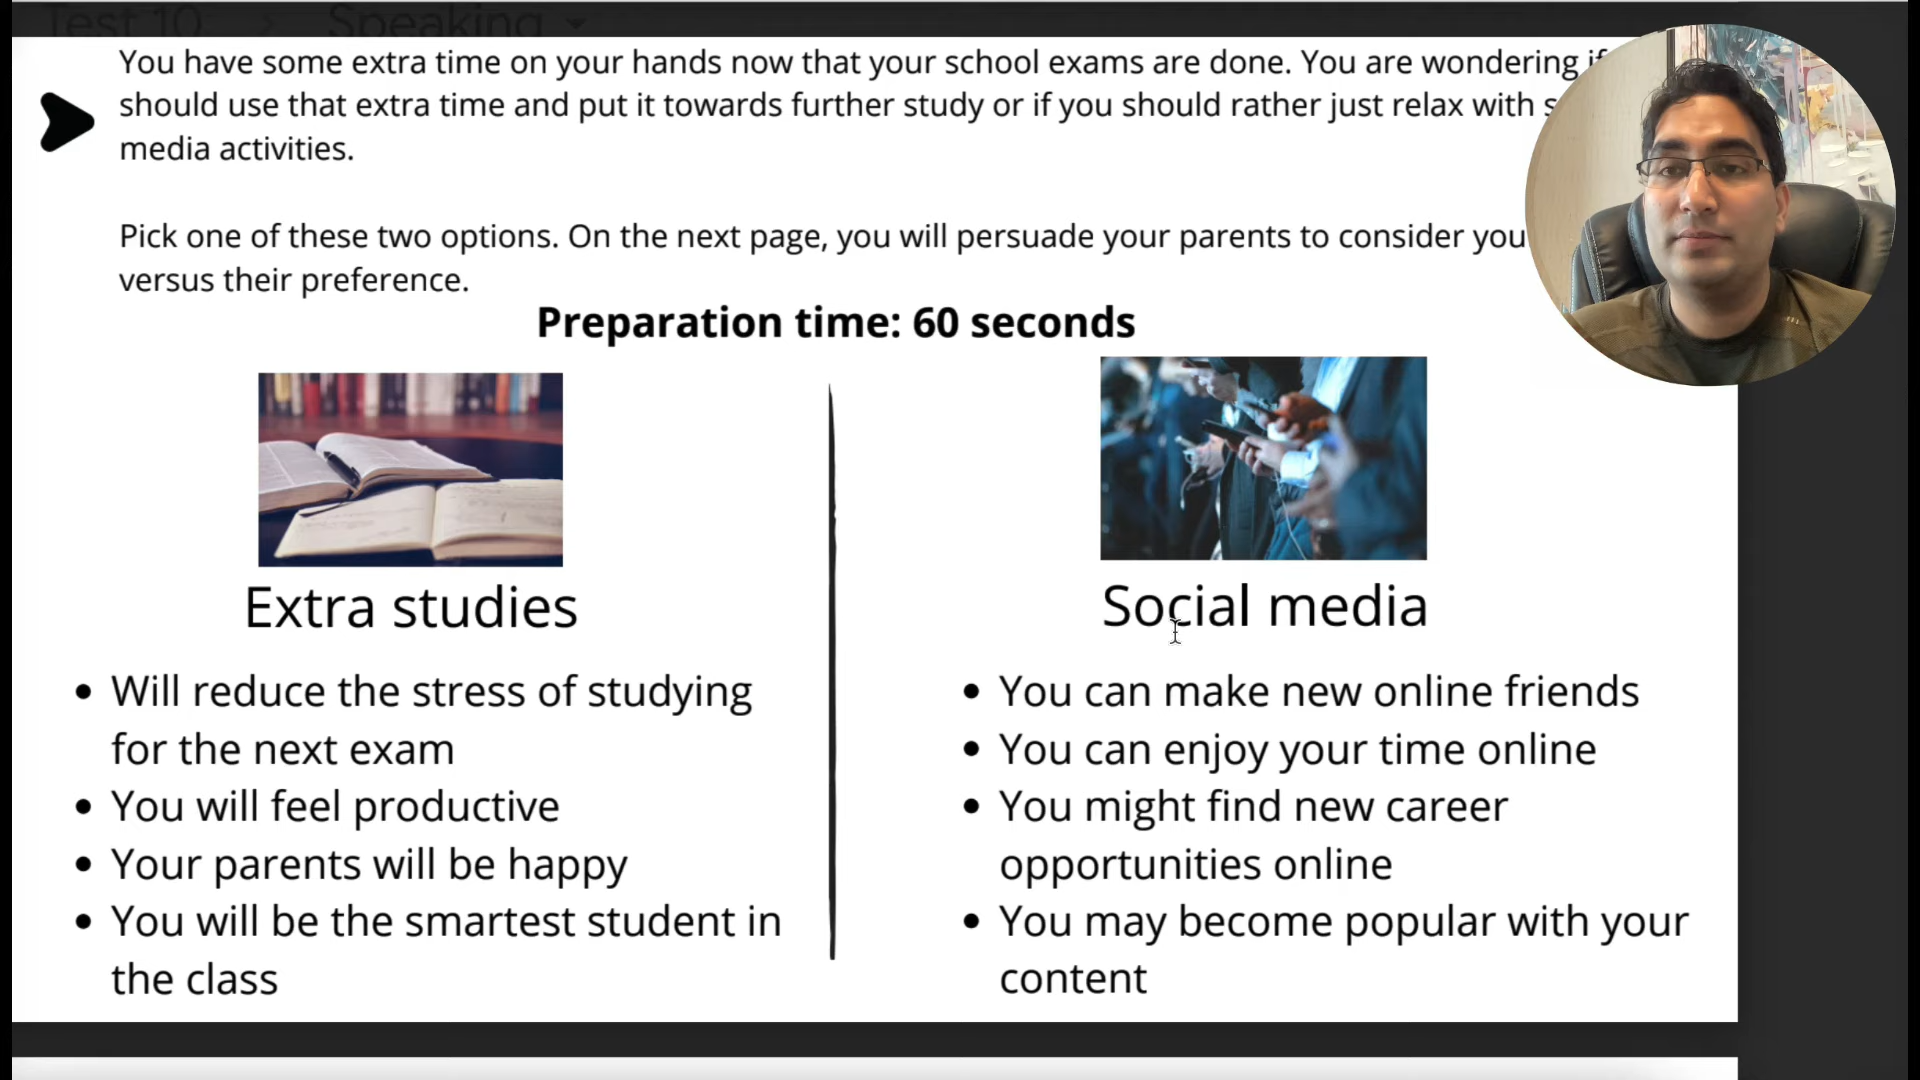 Test 10 > Speaking
You have some extra time on your hands now that your school exams are done. You are wondering if
should use that extra time and put it towards further study or if you should rather just relax with s
media activities.
Pick one of these two options. On the next page, you will persuade your parents to consider you
versus their preference.
Preparation time: 60 seconds
Extra studies
Social media
• Will reduce the stress of studying
for the next exam
• You will feel productive
• Your parents will be happy
• You will be the smartest student in
the class
• You can make new online friends
• You can enjoy your time online
• You might find new career
opportunities online
• You may become popular with your
content